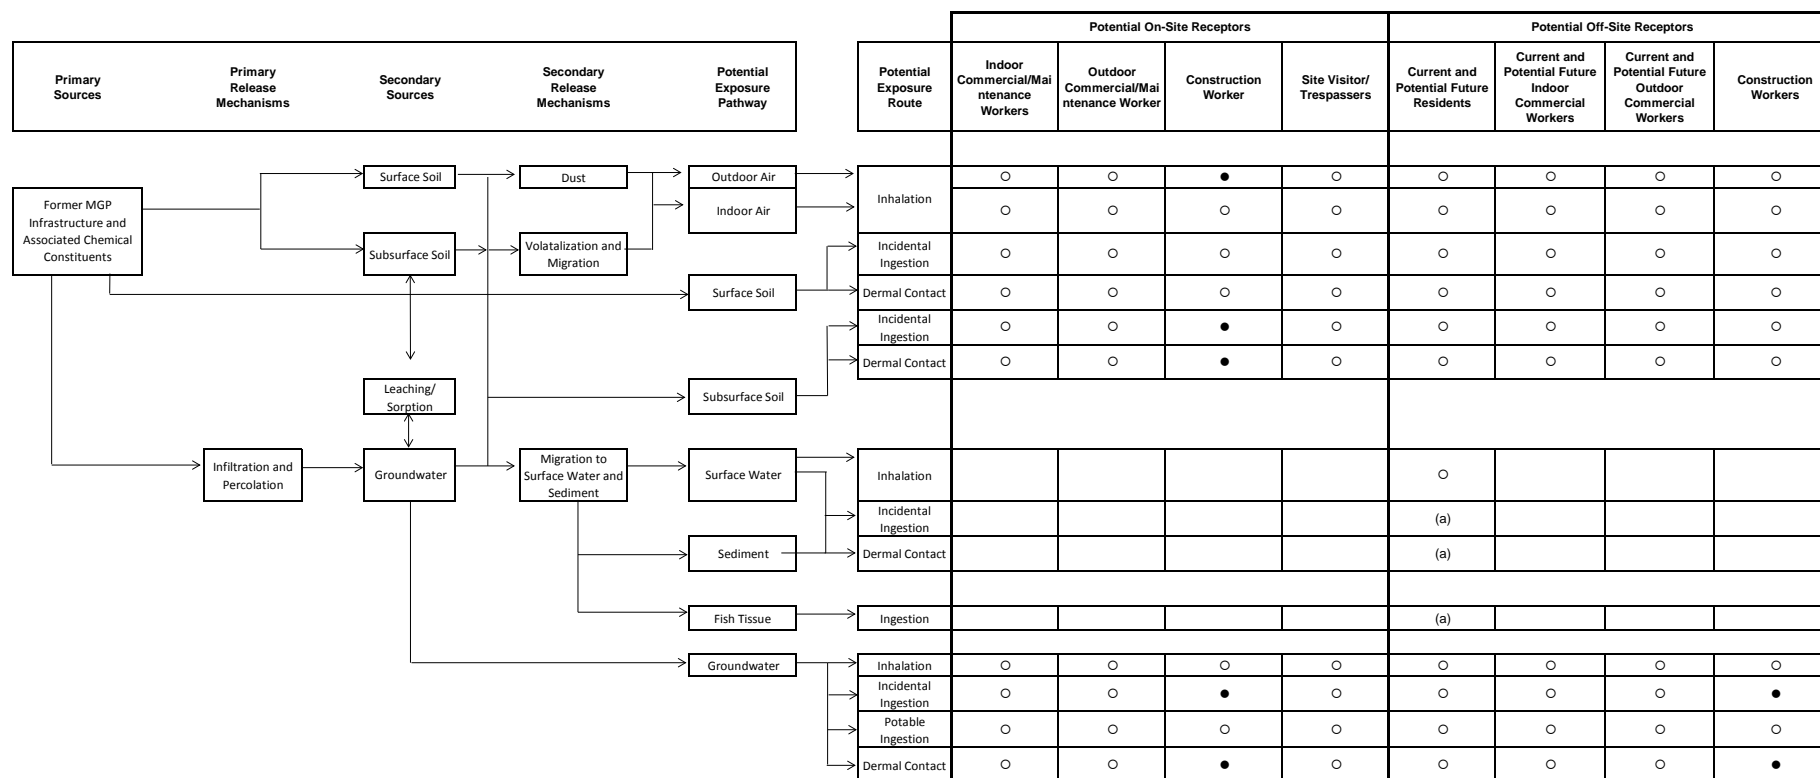 Potential On-Site Receptors
Potential Off-Site Receptors
Primary
Sources
Primary
Release
Mechanisms
Secondary
Sources
Secondary
Release
Mechanisms
Potential
Exposure
Pathway
Potential
Exposure
Route
Indoor
Commercial/Mai
ntenance
Workers
Outdoor
Commercial/Mai
ntenance Worker
Construction
Worker
Site Visitor/
Trespassers
Current and
Potential Future
Residents
Current and
Potential Future
Indoor
Commercial
Workers
Current and
Potential Future
Outdoor
Commercial
Workers
Construction
Workers
Former MGP
Infrastructure and
Associated Chemical
Constituents
Surface Soil
Dust
Outdoor Air
Inhalation
○ ○ ● ○ ○ ○ ○ ○
Indoor Air
○ ○ ○ ○ ○ ○ ○ ○
Subsurface Soil
Volatalization and
Migration
Incidental
Ingestion
○ ○ ○ ○ ○ ○ ○ ○
Surface Soil
Dermal Contact
○ ○ ○ ○ ○ ○ ○ ○
Incidental
Ingestion
○ ○ ● ○ ○ ○ ○ ○
Dermal Contact
○ ○ ● ○ ○ ○ ○ ○
Leaching/
Sorption
Subsurface Soil
Infiltration and
Percolation
Groundwater
Migration to
Surface Water and
Sediment
Surface Water
Inhalation
○
Incidental
Ingestion
(a)
Sediment
Dermal Contact
(a)
Fish Tissue
Ingestion
(a)
Groundwater
Inhalation
○ ○ ○ ○ ○ ○ ○ ○
Incidental
Ingestion
○ ○ ● ○ ○ ○ ○ ●
Potable
Ingestion
○ ○ ○ ○ ○ ○ ○ ○
Dermal Contact
○ ○ ● ○ ○ ○ ○ ●